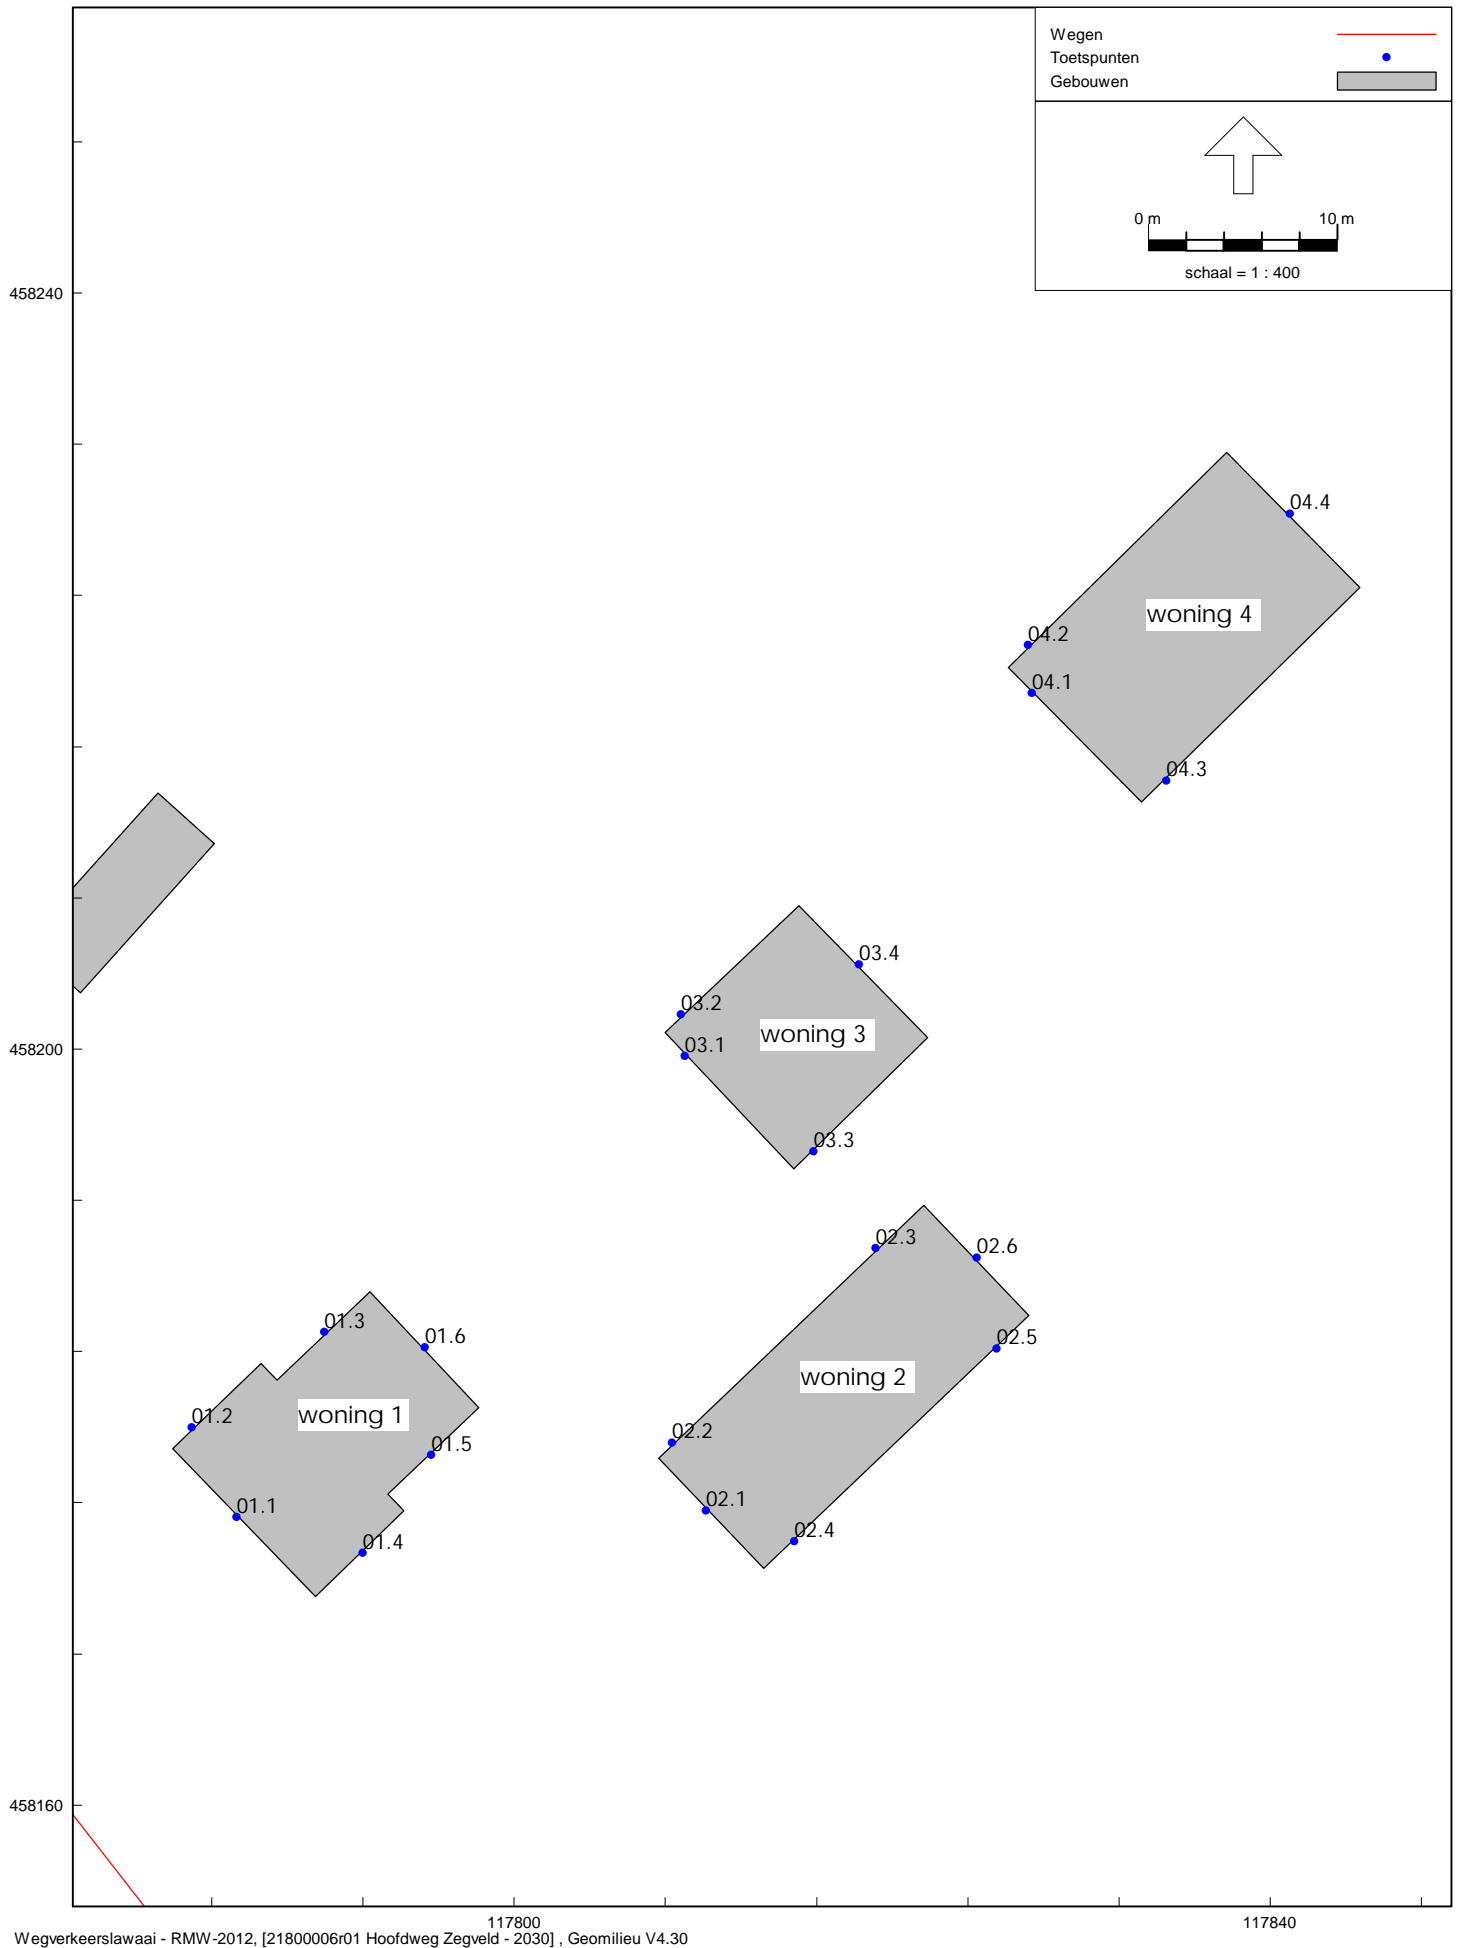 Wegen
Toetspunten
Gebouwen
0 m 10 m
schaal = 1 : 400
458240
04.4
woning 4
04.2
04.1
04.3
03.4
03.2
woning 3
03.1
458200
03.3
02.3
02.6
01.3
01.6
02.5
woning 2
01.2
woning 1
02.2
01.5
01.1
02.1
01.4
02.4
458160
117800 117840
Wegverkeerslawaai - RMW-2012, [21800006r01 Hoofdweg Zegveld - 2030] , Geomilieu V4.30